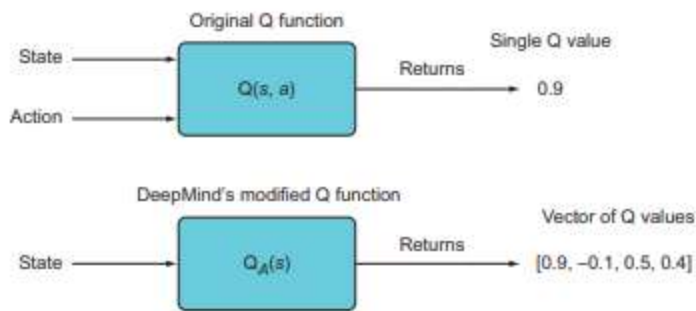 Original Q function
Single Q value
State
Action
Q(s, a)
Returns
0.9
DeepMind's modified Q function
Vector of Q values
State
Q_A(s)
Returns
[0.9, –0.1, 0.5, 0.4]